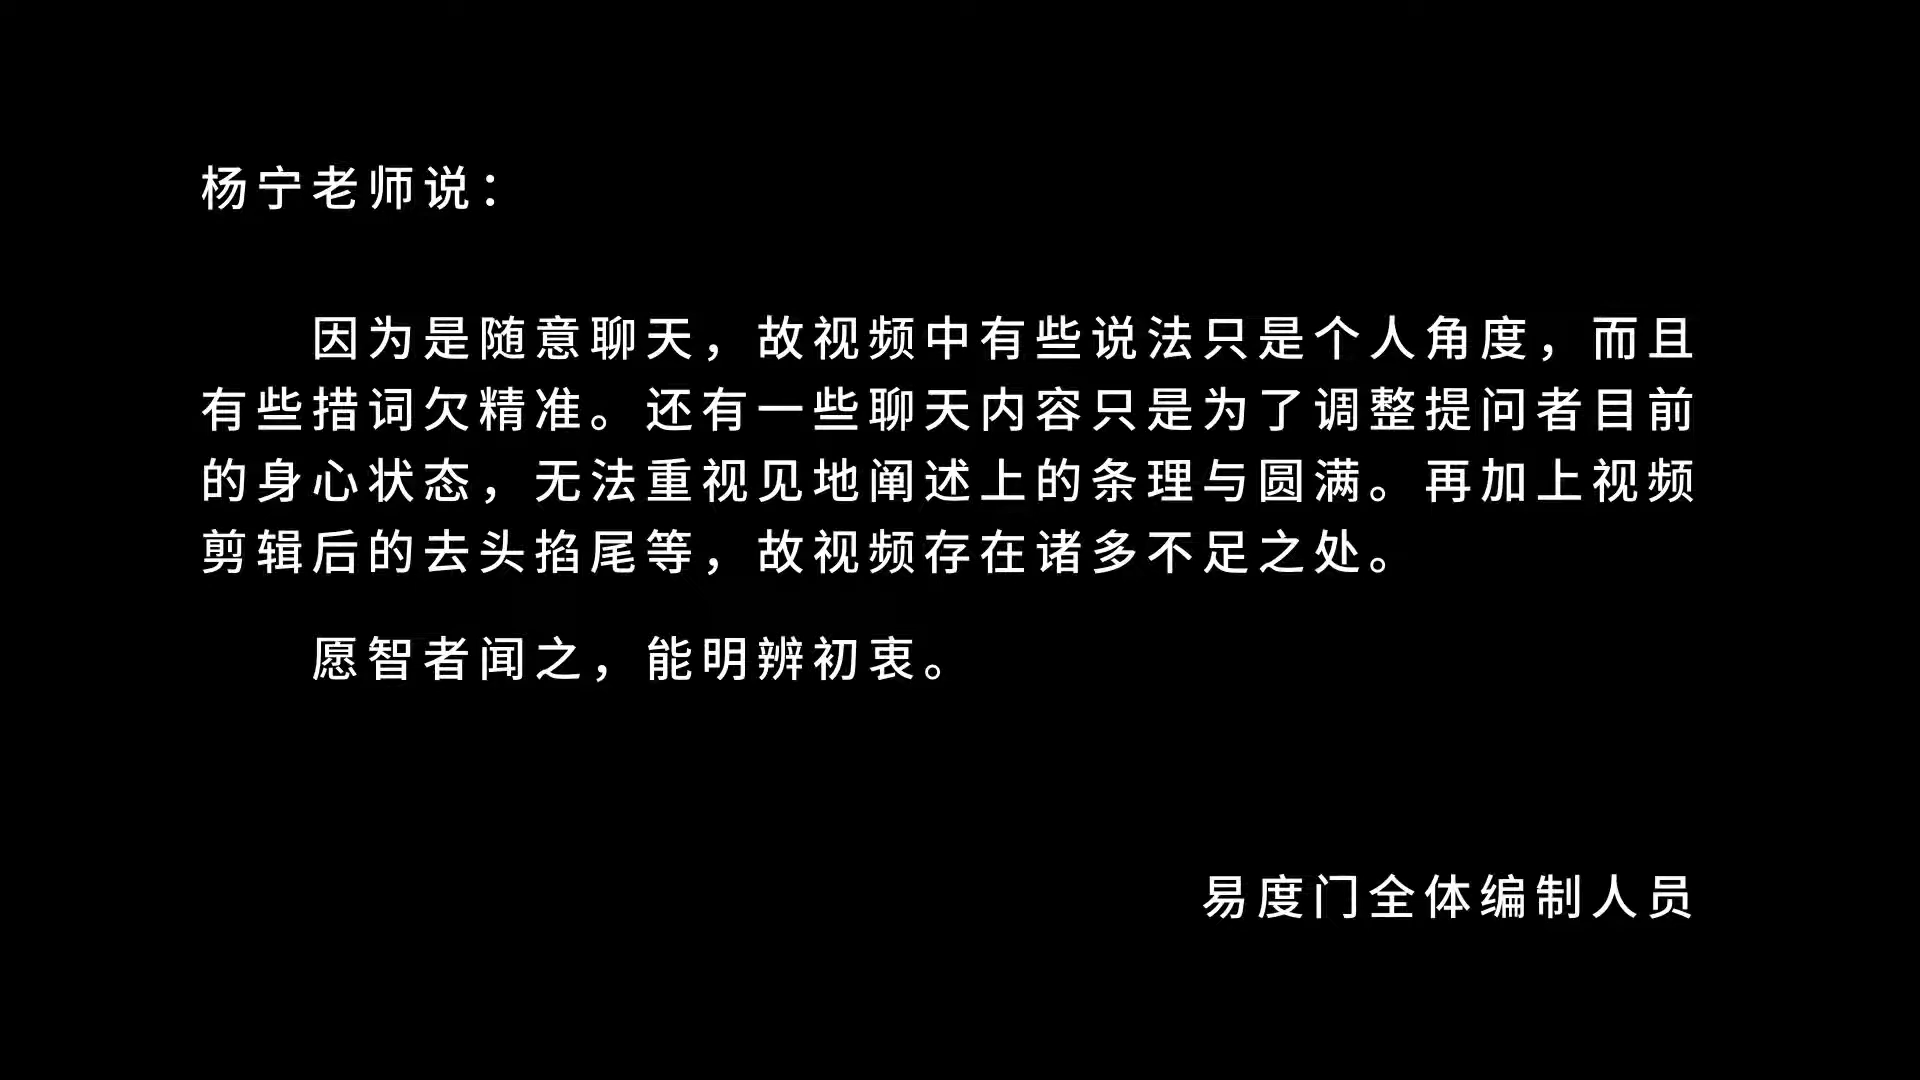 杨宁老师说：
因为是随意聊天，故视频中有些说法只是个人角度，而且
有些措词欠精准。还有一些聊天内容只是为了调整提问者目前
的身心状态，无法重视见地阐述上的条理与圆满。再加上视频
剪辑后的去头掐尾等，故视频存在诸多不足之处。
愿智者闻之，能明辨初衷。
易度门全体编制人员